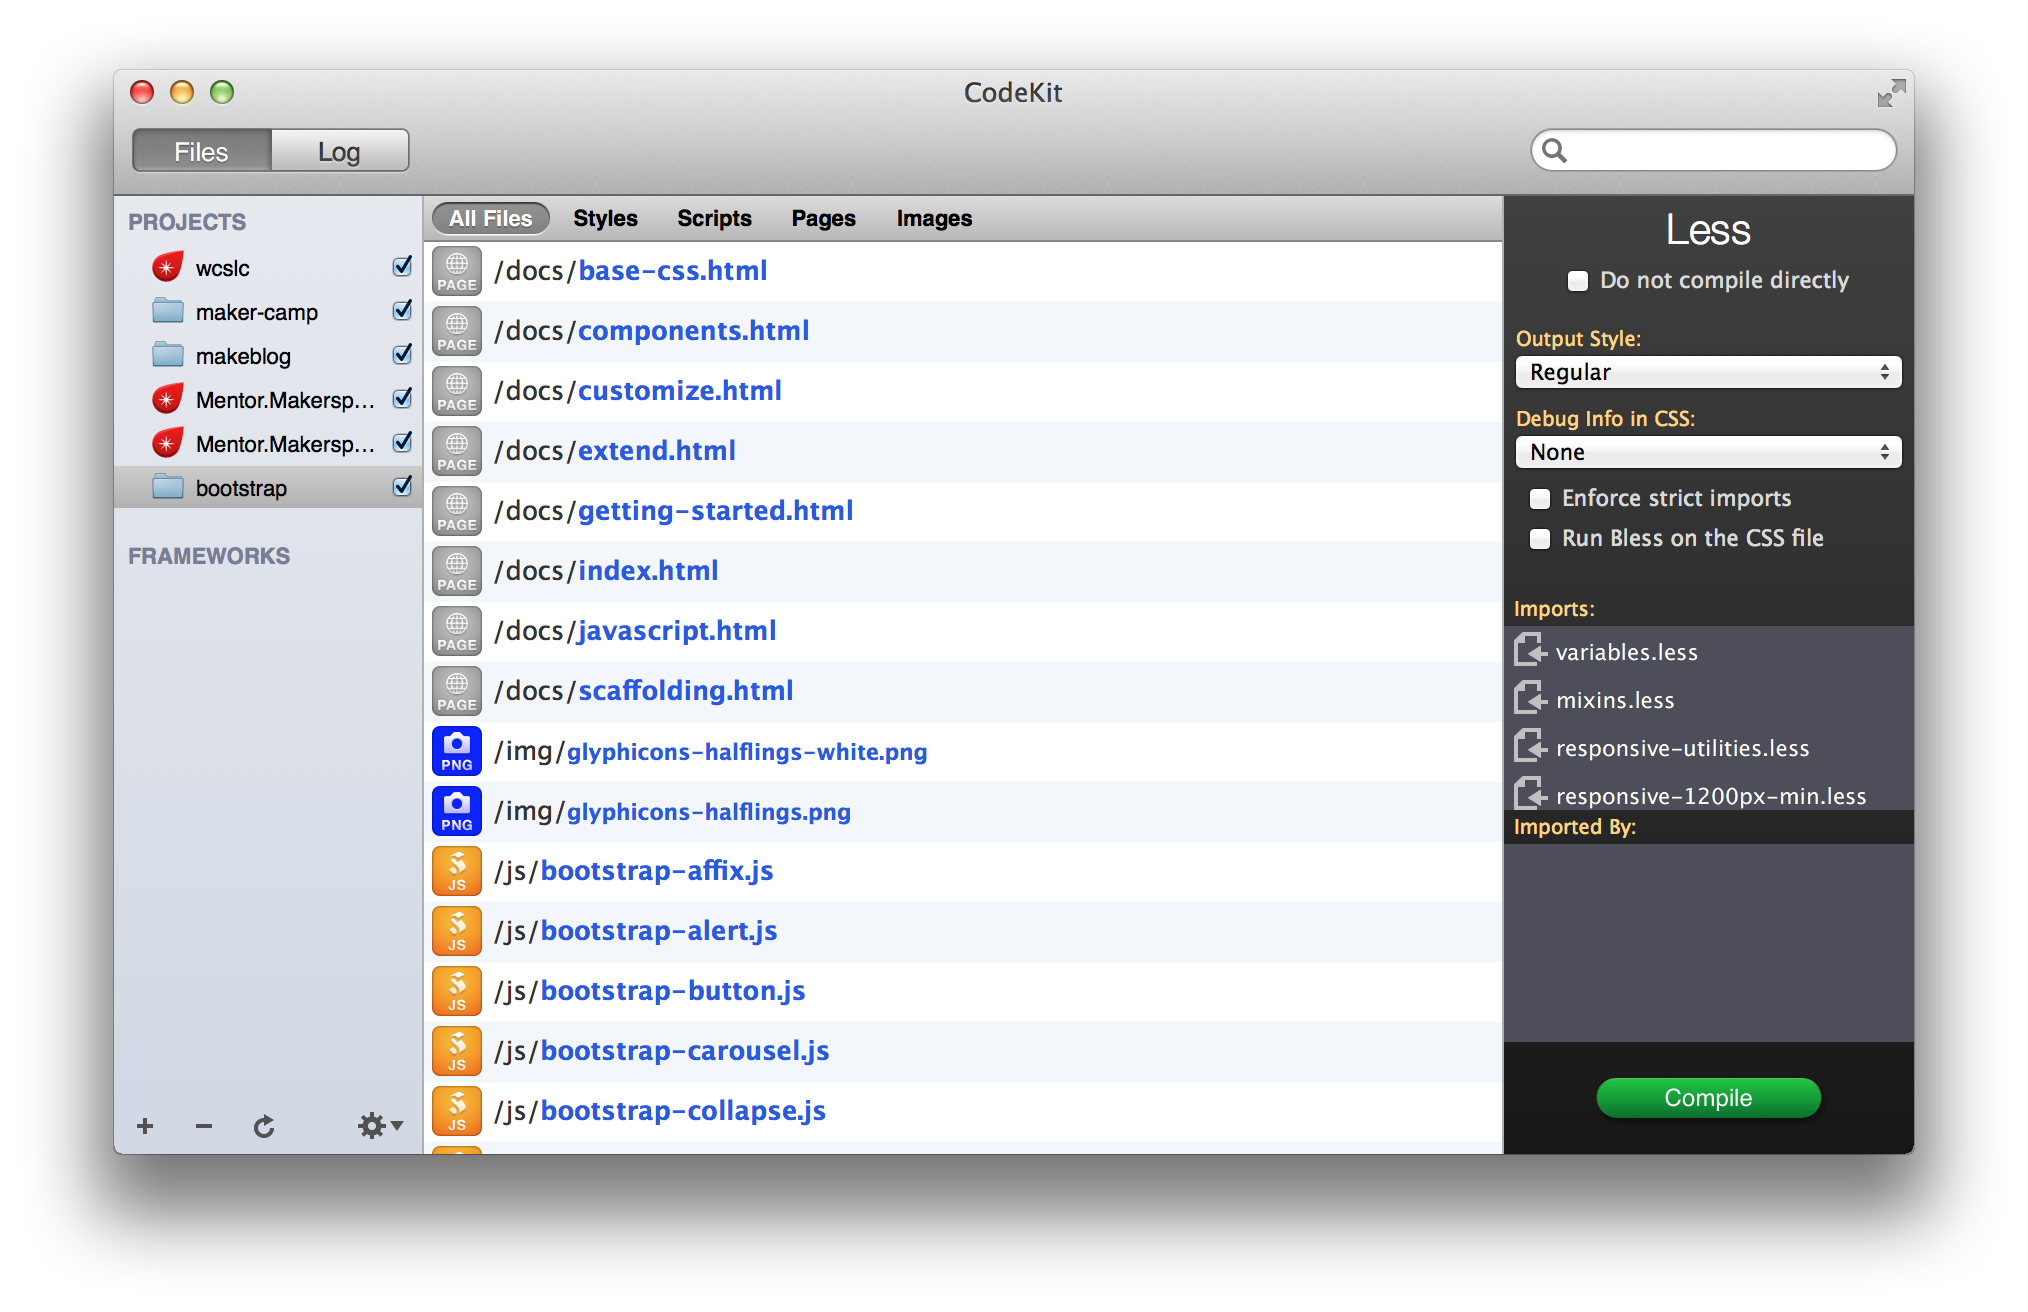 CodeKit
Files
Log
PROJECTS
wcslc
maker-camp
makeblog
Mentor.Makersp...
Mentor.Makersp...
bootstrap
FRAMEWORKS
All Files Styles Scripts Pages Images
PAGE /docs/base-css.html
PAGE /docs/components.html
PAGE /docs/customize.html
PAGE /docs/extend.html
PAGE /docs/getting-started.html
PAGE /docs/index.html
PAGE /docs/javascript.html
PAGE /docs/scaffolding.html
PNG /img/glyphicons-halflings-white.png
PNG /img/glyphicons-halflings.png
JS /js/bootstrap-affix.js
JS /js/bootstrap-alert.js
JS /js/bootstrap-button.js
JS /js/bootstrap-carousel.js
JS /js/bootstrap-collapse.js
Less
Do not compile directly
Output Style:
Regular
Debug Info in CSS:
None
Enforce strict imports
Run Bless on the CSS file
Imports:
variables.less
mixins.less
responsive-utilities.less
responsive-1200px-min.less
Imported By:
Compile